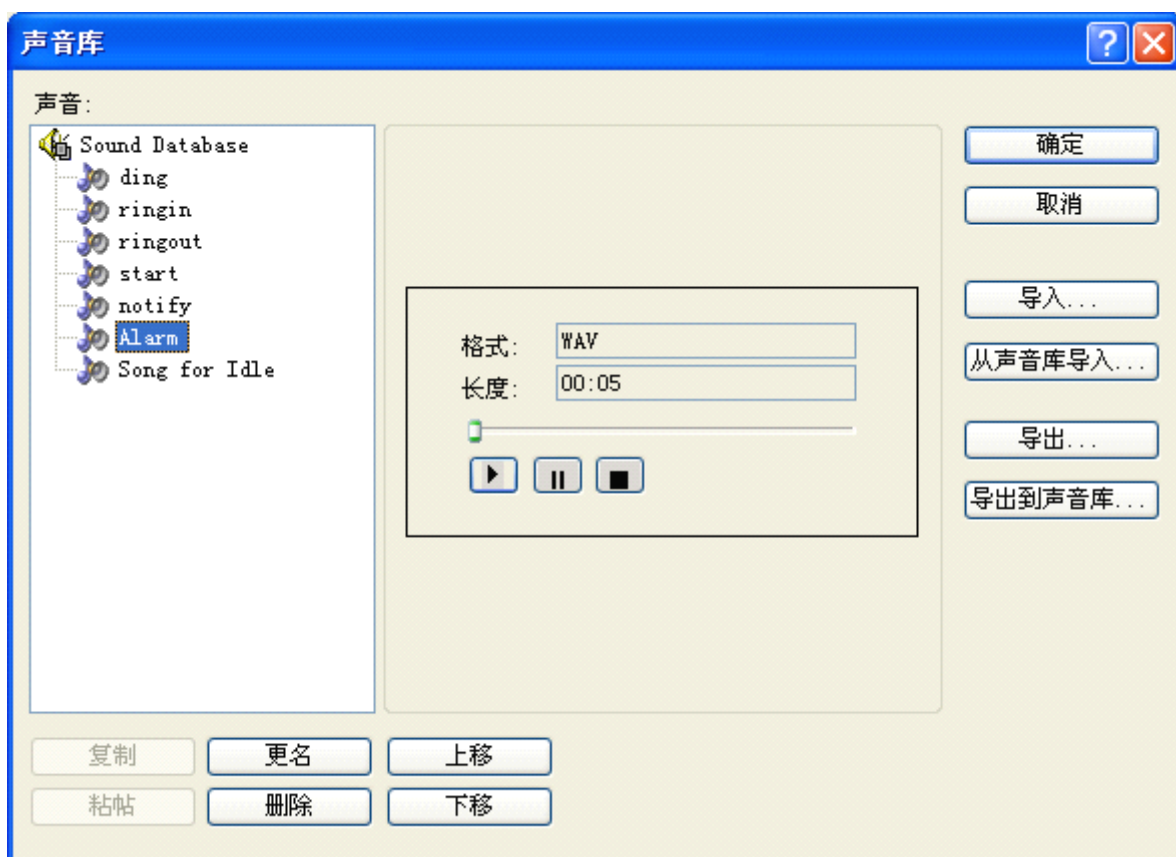 声音库
声音:
Sound Database
ding
ringin
ringout
start
notify
Alarm
Song for Idle
格式: WAV
长度: 00:05
确定
取消
导入...
从声音库导入...
导出...
导出到声音库...
复制 更名 上移
粘帖 删除 下移